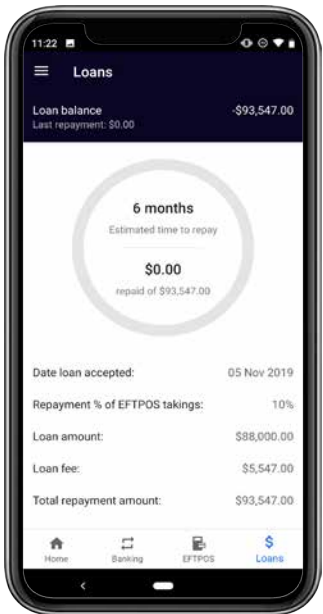 11:22
Loans
Loan balance -$93,547.00
Last repayment: $0.00
6 months
Estimated time to repay
$0.00
repaid of $93,547.00
Date loan accepted: 05 Nov 2019
Repayment % of EFTPOS takings: 10%
Loan amount: $88,000.00
Loan fee: $5,547.00
Total repayment amount: $93,547.00
Home Banking EFTPOS $ Loans